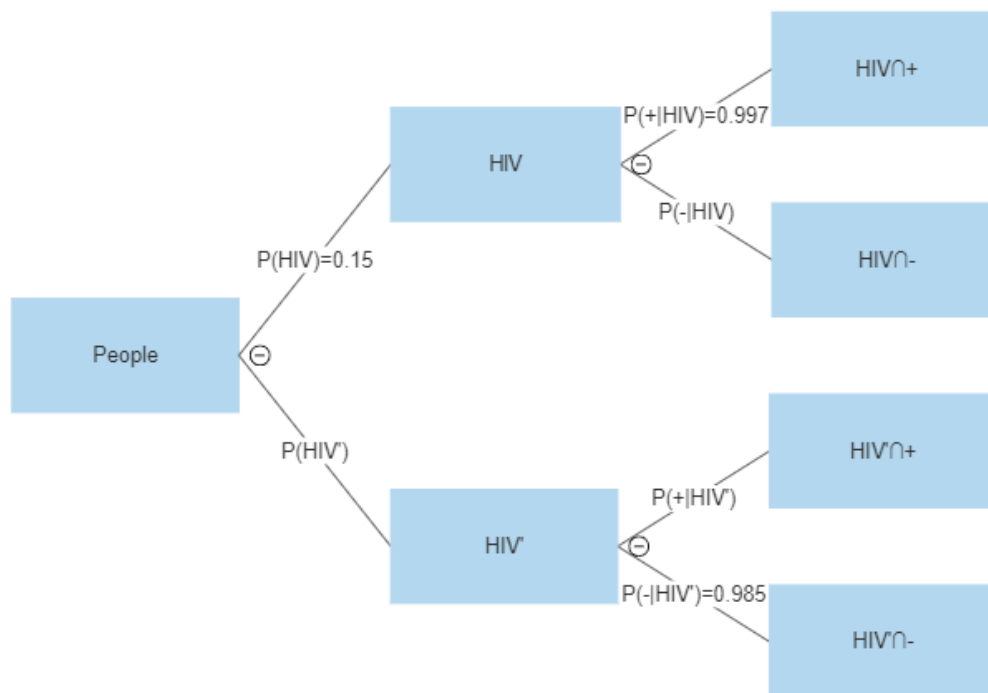 HIV∩+
P(+|HIV)=0.997
HIV
P(-|HIV)
HIV∩-
P(HIV)=0.15
People
P(HIV')
HIV'∩+
P(+|HIV')
HIV'
P(-|HIV')=0.985
HIV'∩-